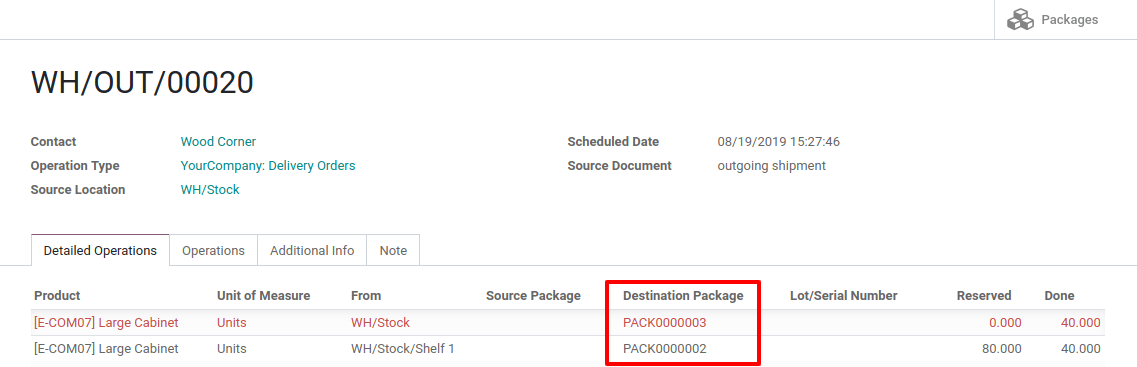 Packages
WH/OUT/00020
Contact Wood Corner Scheduled Date 08/19/2019 15:27:46
Operation Type YourCompany: Delivery Orders Source Document outgoing shipment
Source Location WH/Stock
Detailed Operations Operations Additional Info Note
Product Unit of Measure From Source Package Destination Package Lot/Serial Number Reserved Done
[E-COM07] Large Cabinet Units WH/Stock PACK0000003 0.000 40.000
[E-COM07] Large Cabinet Units WH/Stock/Shelf 1 PACK0000002 80.000 40.000